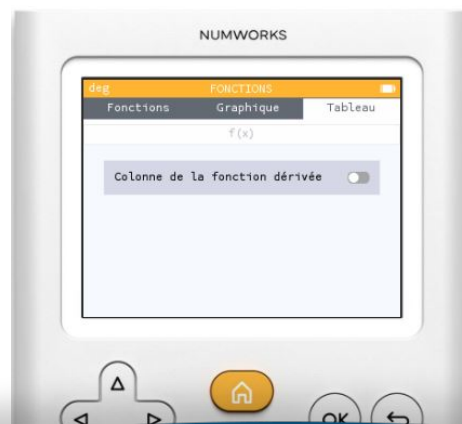 NUMWORKS
deg FONCTIONS
Fonctions Graphique Tableau
f(x)
Colonne de la fonction dérivée
OK